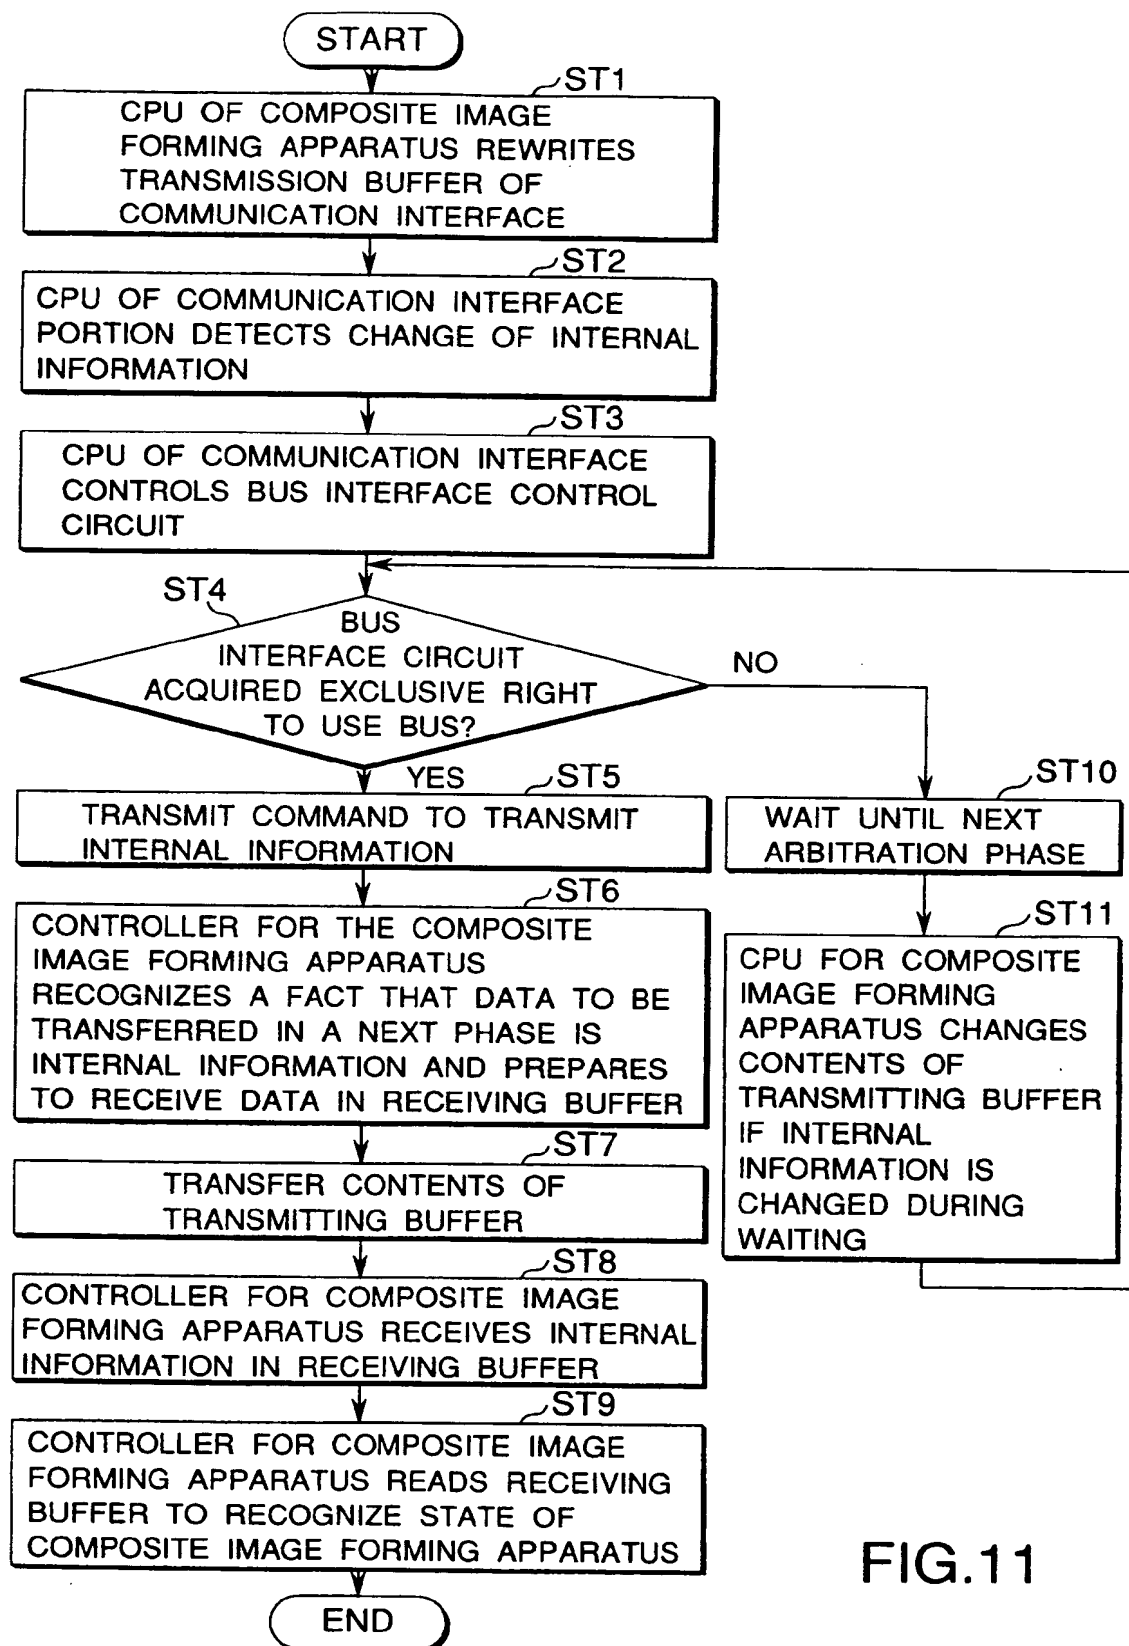 START
ST1
CPU OF COMPOSITE IMAGE
FORMING APPARATUS REWRITES
TRANSMISSION BUFFER OF
COMMUNICATION INTERFACE
ST2
CPU OF COMMUNICATION INTERFACE
PORTION DETECTS CHANGE OF INTERNAL
INFORMATION
ST3
CPU OF COMMUNICATION INTERFACE
CONTROLS BUS INTERFACE CONTROL
CIRCUIT
ST4
BUS
INTERFACE CIRCUIT
ACQUIRED EXCLUSIVE RIGHT
TO USE BUS?
NO
YES
ST5
TRANSMIT COMMAND TO TRANSMIT
INTERNAL INFORMATION
ST6
CONTROLLER FOR THE COMPOSITE
IMAGE FORMING APPARATUS
RECOGNIZES A FACT THAT DATA TO BE
TRANSFERRED IN A NEXT PHASE IS
INTERNAL INFORMATION AND PREPARES
TO RECEIVE DATA IN RECEIVING BUFFER
ST7
TRANSFER CONTENTS OF
TRANSMITTING BUFFER
ST8
CONTROLLER FOR COMPOSITE IMAGE
FORMING APPARATUS RECEIVES INTERNAL
INFORMATION IN RECEIVING BUFFER
ST9
CONTROLLER FOR COMPOSITE IMAGE
FORMING APPARATUS READS RECEIVING
BUFFER TO RECOGNIZE STATE OF
COMPOSITE IMAGE FORMING APPARATUS
END
ST10
WAIT UNTIL NEXT
ARBITRATION PHASE
ST11
CPU FOR COMPOSITE
IMAGE FORMING
APPARATUS CHANGES
CONTENTS OF
TRANSMITTING BUFFER
IF INTERNAL
INFORMATION IS
CHANGED DURING
WAITING
FIG.11